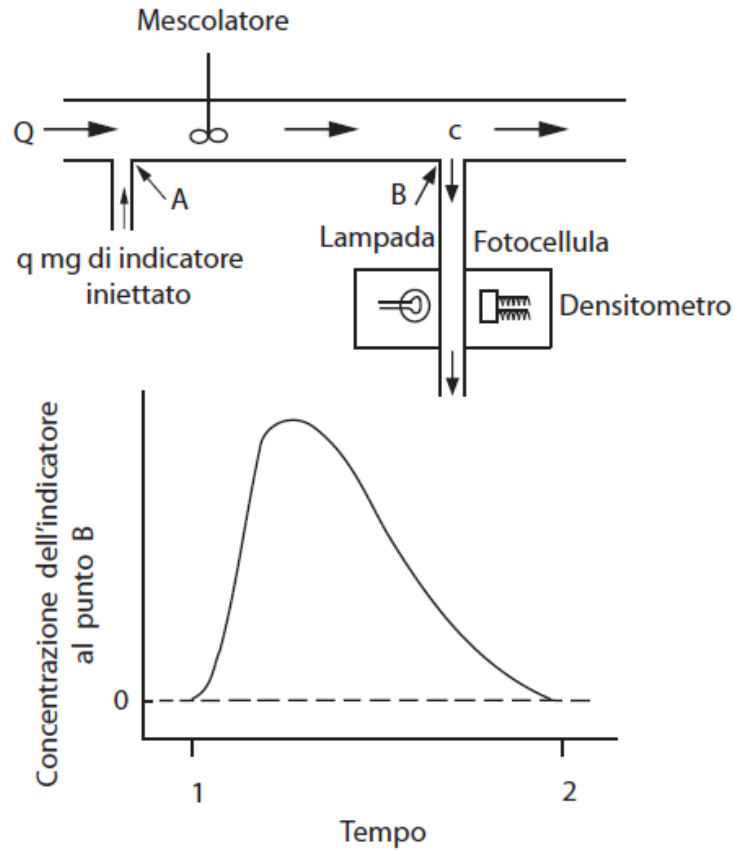 Mescolatore
Q
c
A
B
q mg di indicatore
iniettato
Lampada
Fotocellula
Densitometro
Concentrazione dell'indicatore
al punto B
0
1
2
Tempo